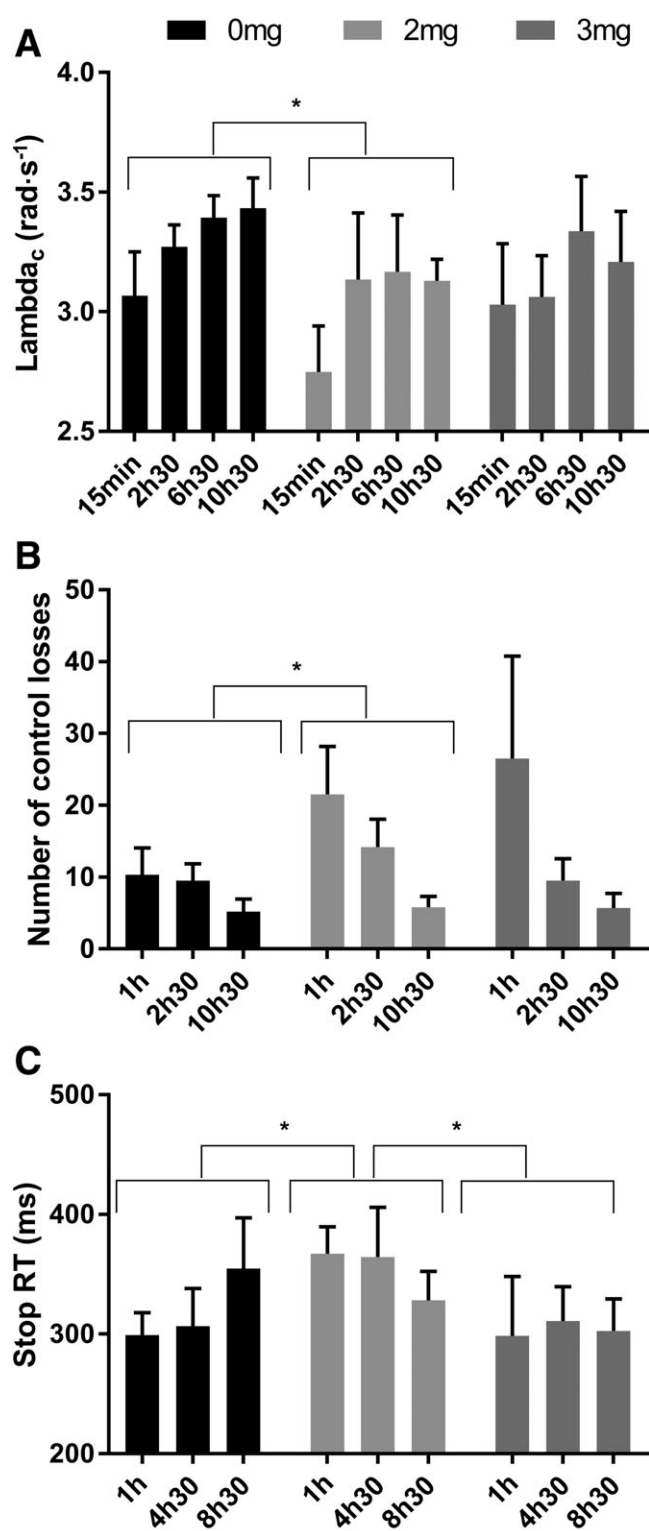 0mg 2mg 3mg
A
4.0
*
3.5
3.0
2.5
Lambda_c (rad·s⁻¹)
15min 2h30 6h30 10h30 15min 2h30 6h30 10h30 15min 2h30 6h30 10h30
B
50
40
*
30
20
10
0
Number of control losses
1h 2h30 10h30 1h 2h30 10h30 1h 2h30 10h30
C
500
* *
400
300
200
Stop RT (ms)
1h 4h30 8h30 1h 4h30 8h30 1h 4h30 8h30